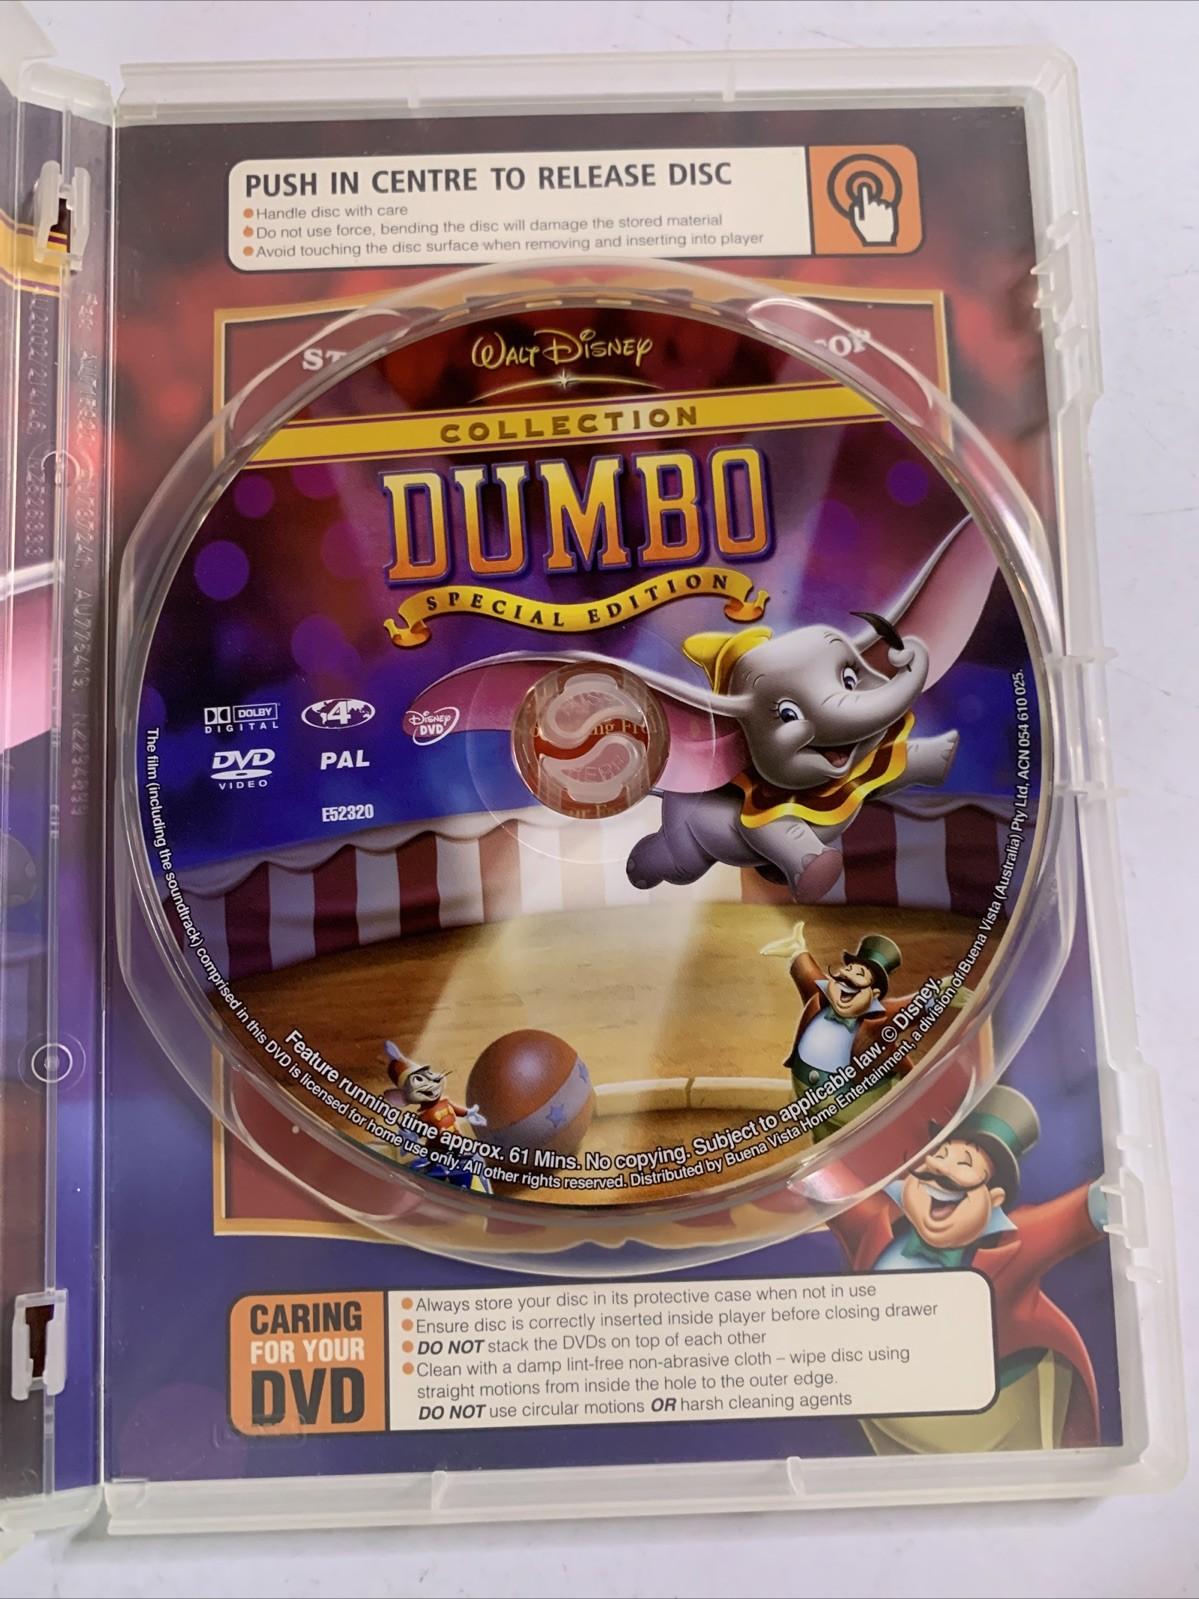 PUSH IN CENTRE TO RELEASE DISC
Handle disc with care
Do not use force, bending the disc will damage the stored material
Avoid touching the disc surface when removing and inserting into player
WALT DISNEY
COLLECTION
DUMBO
SPECIAL EDITION
DOLBY
DIGITAL
4
DISNEY
DVD
DVD
VIDEO
PAL
E52320
Feature running time approx. 61 Mins. No copying. Subject to applicable law. © Disney.
The film (including the soundtrack) comprised in this DVD is licensed for home use only. All other rights reserved. Distributed by Buena Vista Home Entertainment, a division of Buena Vista (Australia) Pty Ltd, ACN 054 610 025.
CARING
FOR YOUR
DVD
Always store your disc in its protective case when not in use
Ensure disc is correctly inserted inside player before closing drawer
DO NOT stack the DVDs on top of each other
Clean with a damp lint-free non-abrasive cloth – wipe disc using
straight motions from inside the hole to the outer edge.
DO NOT use circular motions OR harsh cleaning agents